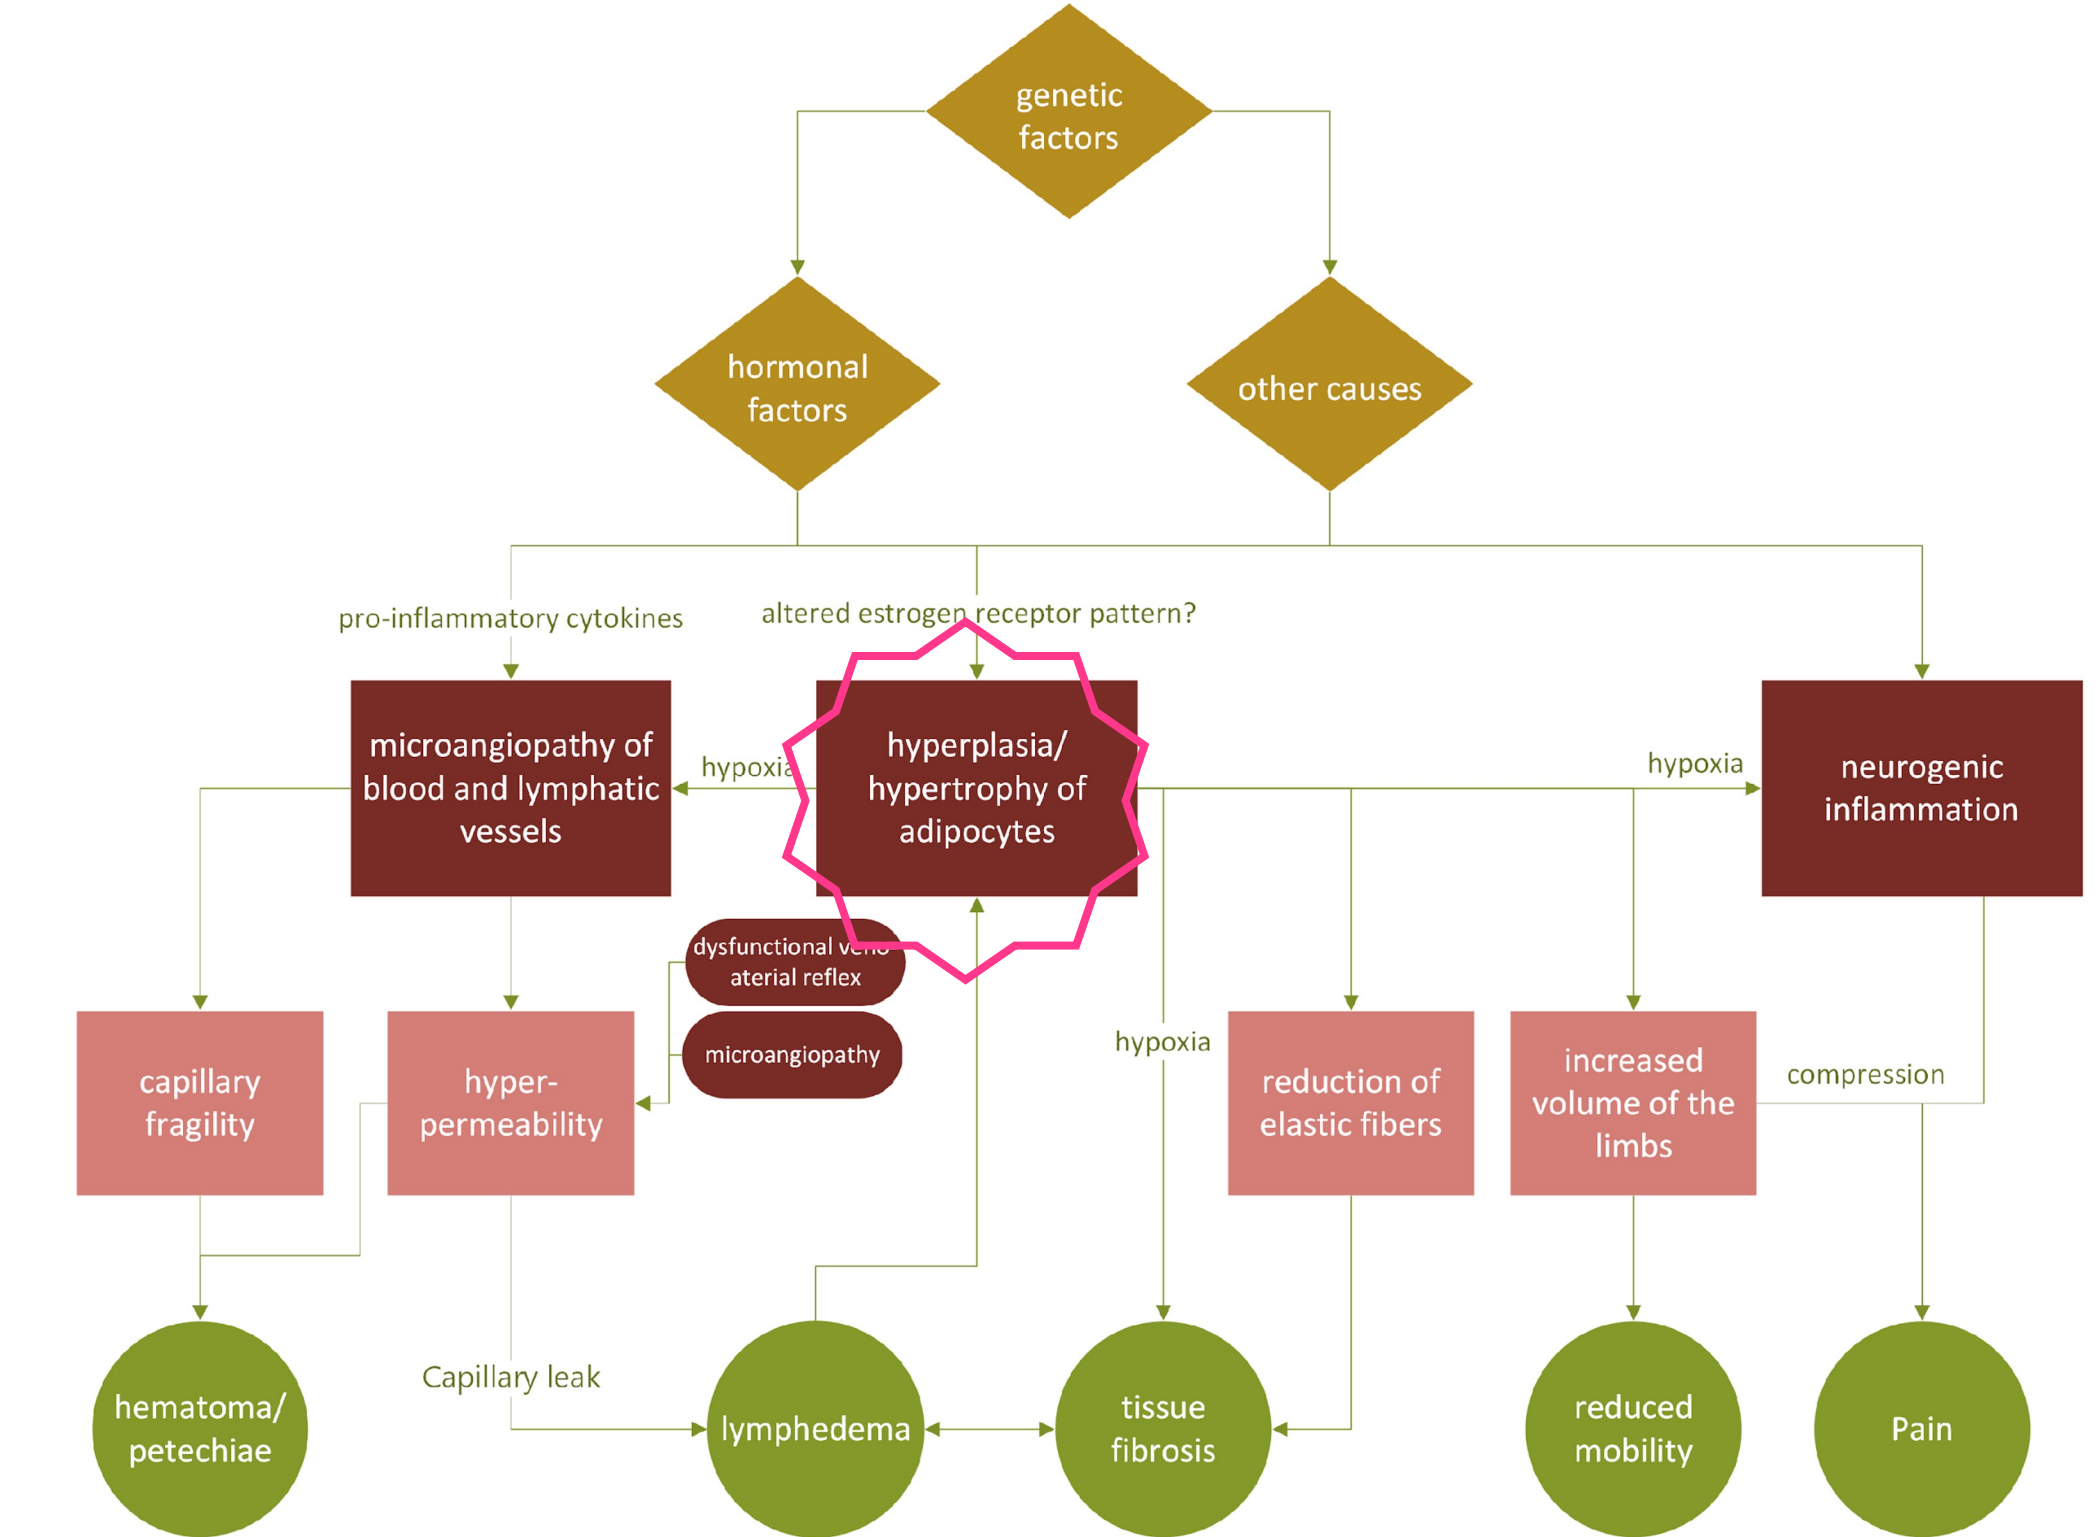 genetic
factors
hormonal
factors
other causes
pro-inflammatory cytokines
altered estrogen receptor pattern?
microangiopathy of
blood and lymphatic
vessels
hypoxia
hyperplasia/
hypertrophy of
adipocytes
hypoxia
neurogenic
inflammation
dysfunctional veno
aterial reflex
microangiopathy
capillary
fragility
hyper-
permeability
hypoxia
reduction of
elastic fibers
increased
volume of the
limbs
compression
Capillary leak
hematoma/
petechiae
lymphedema
tissue
fibrosis
reduced
mobility
Pain